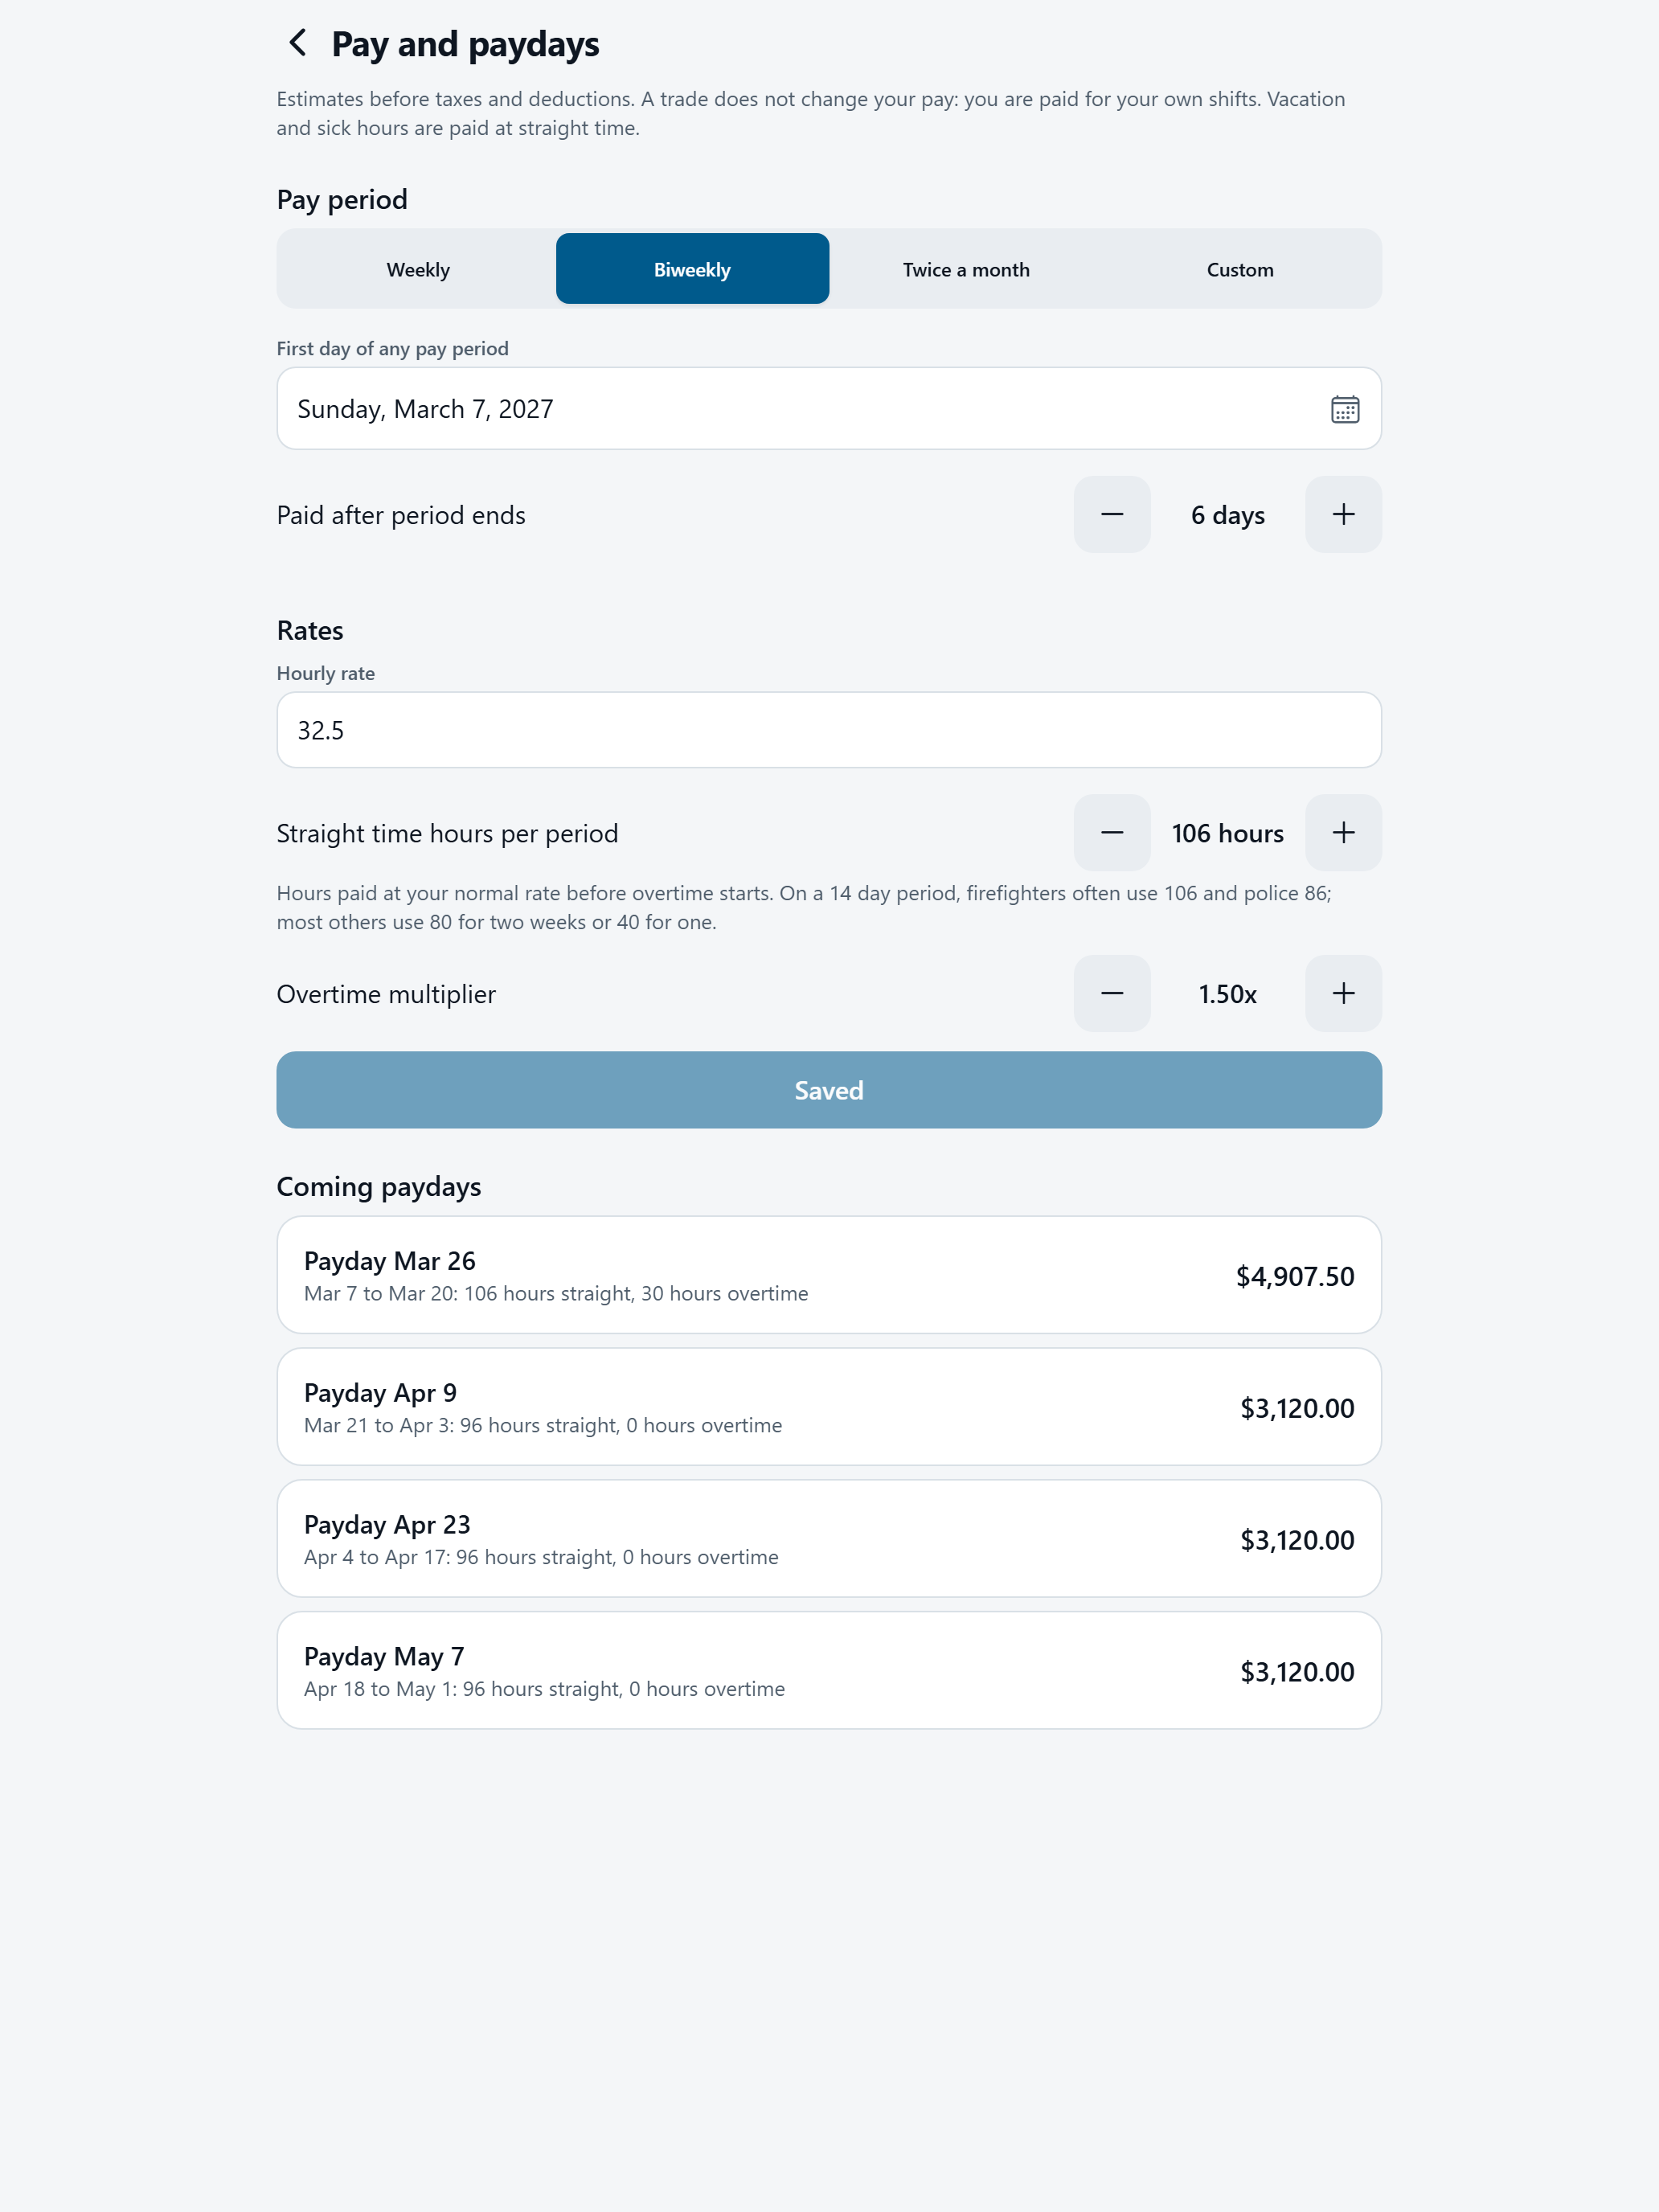 Pay and paydays
Estimates before taxes and deductions. A trade does not change your pay: you are paid for your own shifts. Vacation
and sick hours are paid at straight time.
Pay period
Weekly
Biweekly
Twice a month
Custom
First day of any pay period
Sunday, March 7, 2027
Paid after period ends
6 days
Rates
Hourly rate
32.5
Straight time hours per period
106 hours
Hours paid at your normal rate before overtime starts. On a 14 day period, firefighters often use 106 and police 86;
most others use 80 for two weeks or 40 for one.
Overtime multiplier
1.50x
Saved
Coming paydays
Payday Mar 26
Mar 7 to Mar 20: 106 hours straight, 30 hours overtime
$4,907.50
Payday Apr 9
Mar 21 to Apr 3: 96 hours straight, 0 hours overtime
$3,120.00
Payday Apr 23
Apr 4 to Apr 17: 96 hours straight, 0 hours overtime
$3,120.00
Payday May 7
Apr 18 to May 1: 96 hours straight, 0 hours overtime
$3,120.00